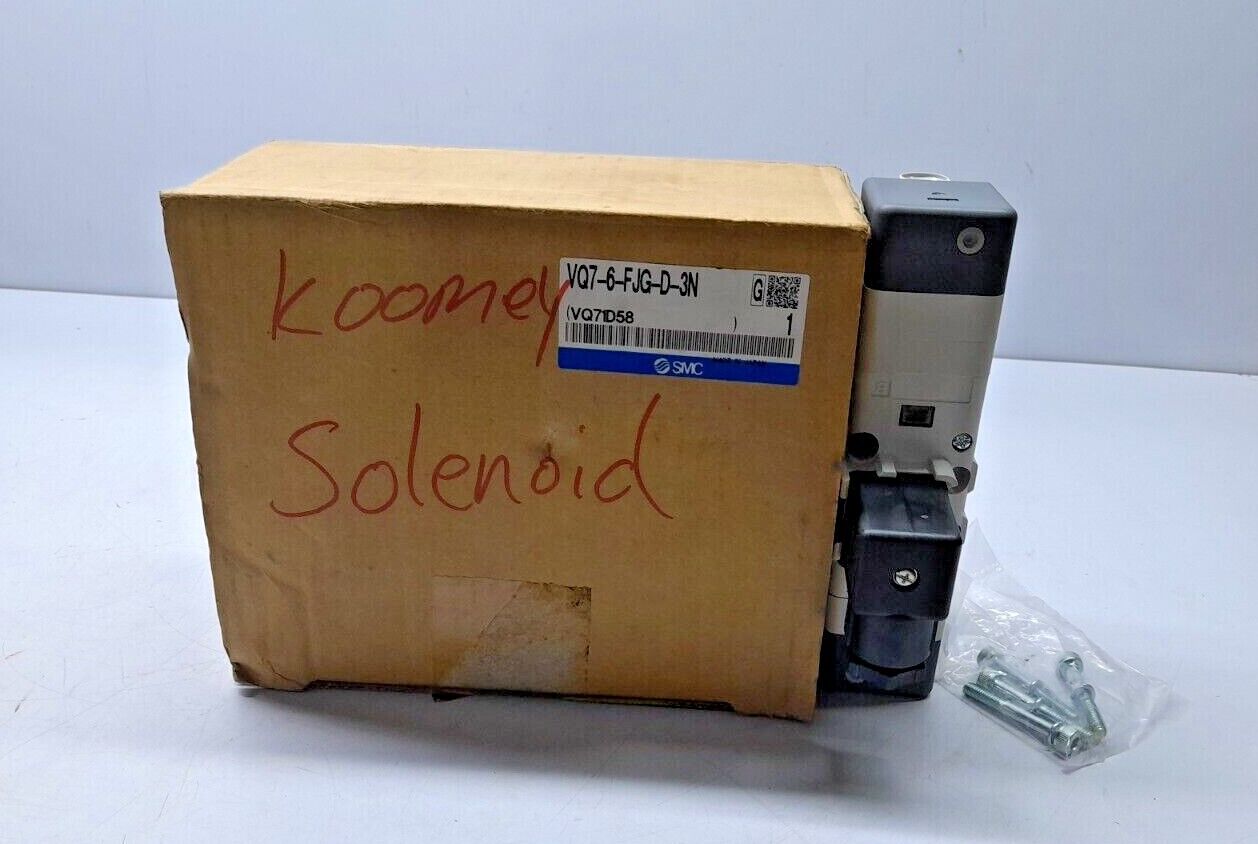 Koomey
Solenoid
VQ7-6-FJG-D-3N
G
(VQ71D58 )
1
SMC
B